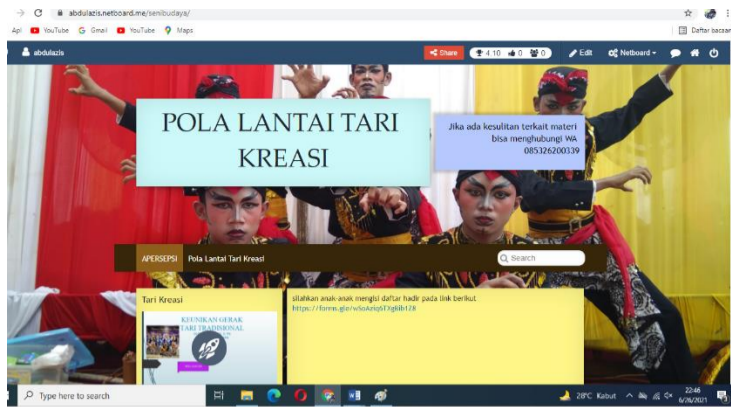 abdulazis.netboard.me/senibudaya/
Apl YouTube Gmail YouTube Maps
Daftar bacaan
abdulazis
Share 4.10 0 0 Edit Netboard
POLA LANTAI TARI
KREASI
Jika ada kesulitan terkait materi
bisa menghubungi WA
085326200339
APERSEPSI Pola Lantai Tari Kreasi
Search
Tari Kreasi
KEUNIKAN GERAK
TARI TRADISIONAL
silahkan anak-anak mengisi daftar hadir pada link berikut
Type here to search
28°C Kabut
22:46
6/26/2021